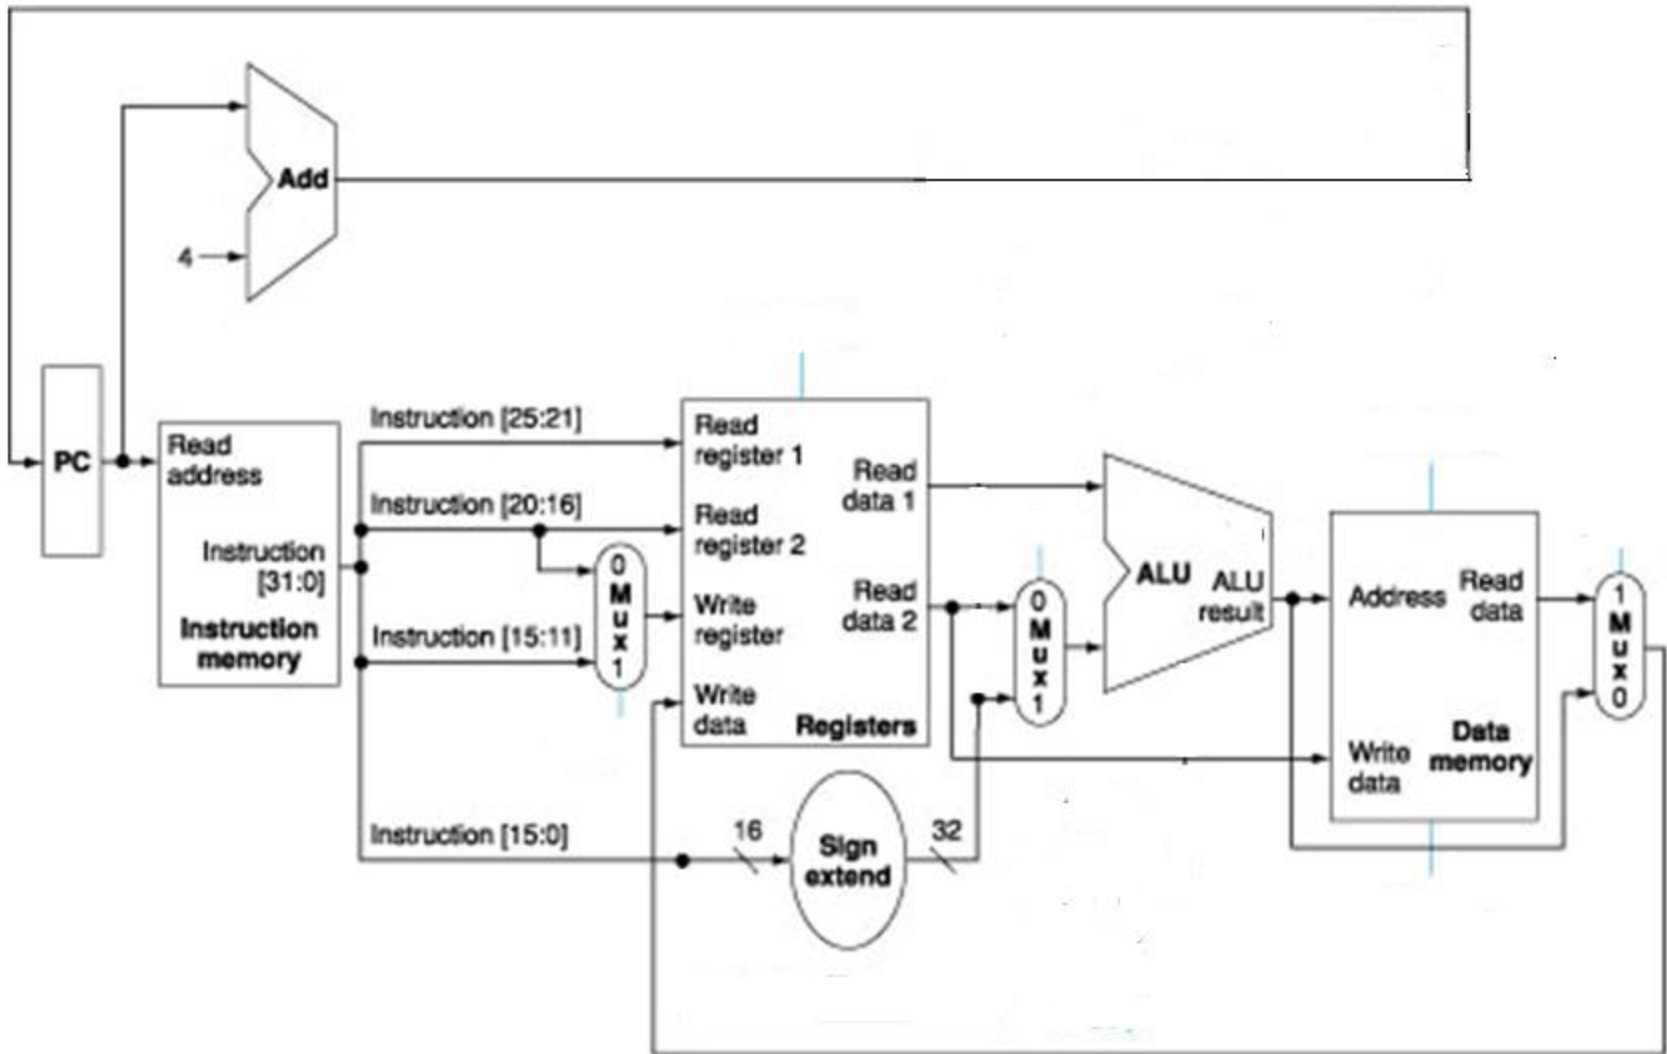 Add
4
PC
Read
address
Instruction
[31:0]
Instruction
memory
Instruction [25:21]
Instruction [20:16]
Instruction [15:11]
Instruction [15:0]
0
M
u
x
1
Read
register 1
Read
register 2
Write
register
Write
data
Read
data 1
Read
data 2
Registers
16
Sign
extend
32
0
M
u
x
1
ALU
ALU
result
Address
Read
data
Write
data
Data
memory
1
M
u
x
0